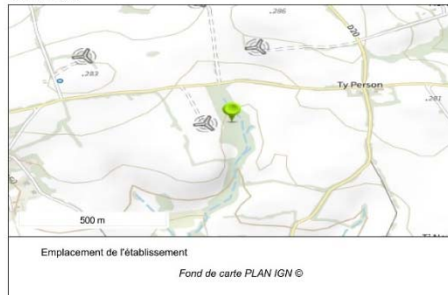 .286
D20
.283
Ty Person
.281
500 m
Emplacement de l'établissement
Fond de carte PLAN IGN ©